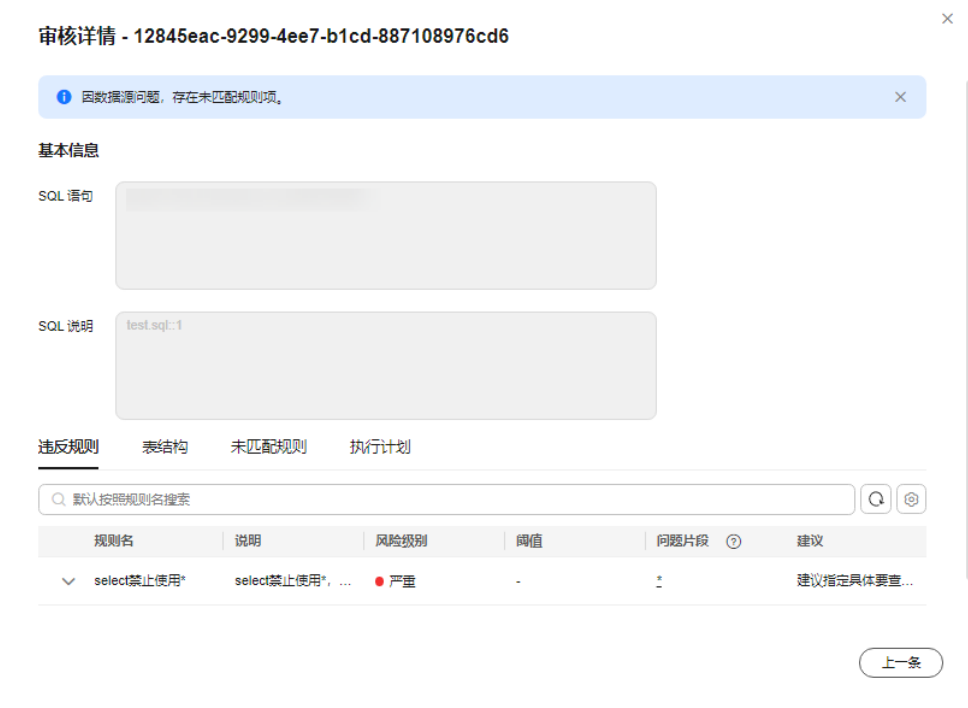 审核详情 - 12845eac-9299-4ee7-b1cd-887108976cd6
因数据源问题，存在未匹配规则项。
基本信息
SQL 语句
SQL 说明
test.sql::1
违反规则 表结构 未匹配规则 执行计划
默认按照规则名搜索
规则名 说明 风险级别 阈值 问题片段 建议
select禁止使用* select禁止使用*，... 严重 - * 建议指定具体要查...
上一条